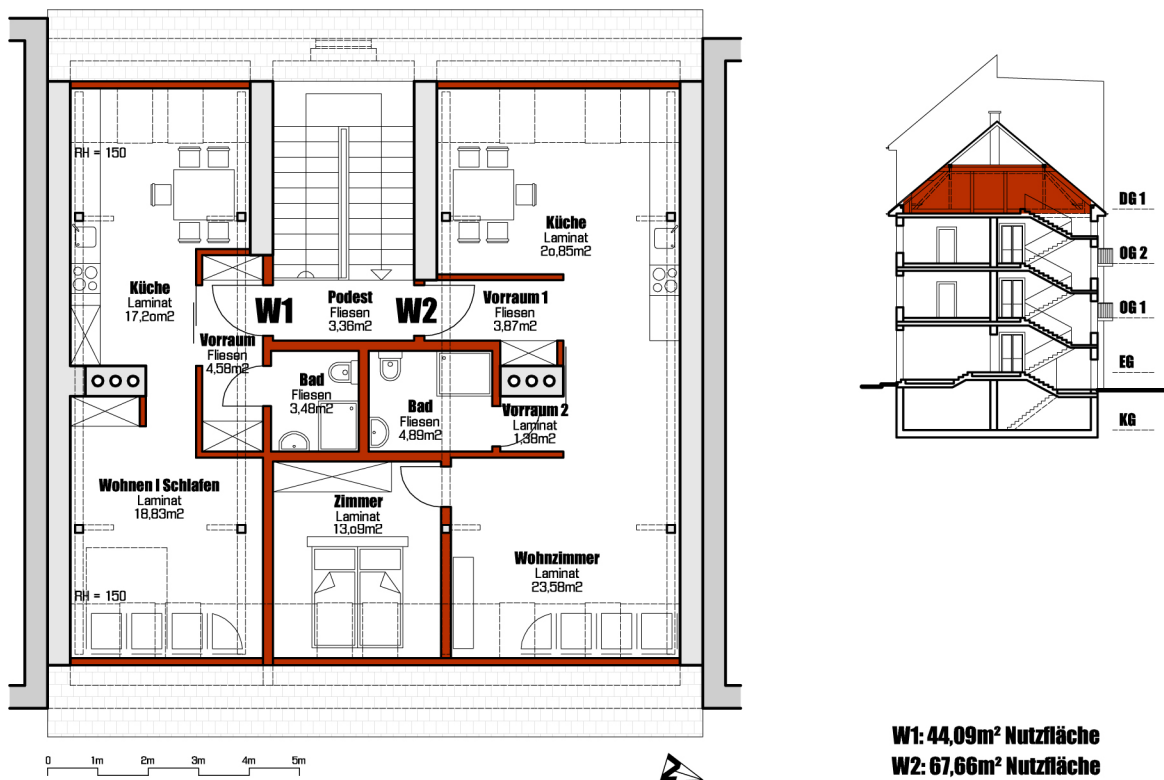 RH = 150
Küche
Laminat
17,20m2
Vorraum
Fliesen
4,58m2
W1
Podest
Fliesen
3,36m2
W2
Küche
Laminat
20,85m2
Vorraum 1
Fliesen
3,87m2
Bad
Fliesen
3,48m2
Bad
Fliesen
4,89m2
Vorraum 2
Laminat
1,38m2
Wohnen I Schlafen
Laminat
18,83m2
Zimmer
Laminat
13,09m2
Wohnzimmer
Laminat
23,58m2
RH = 150
0 1m 2m 3m 4m 5m
DG 1
OG 2
OG 1
EG
KG
W1: 44,09m² Nutzfläche
W2: 67,66m² Nutzfläche